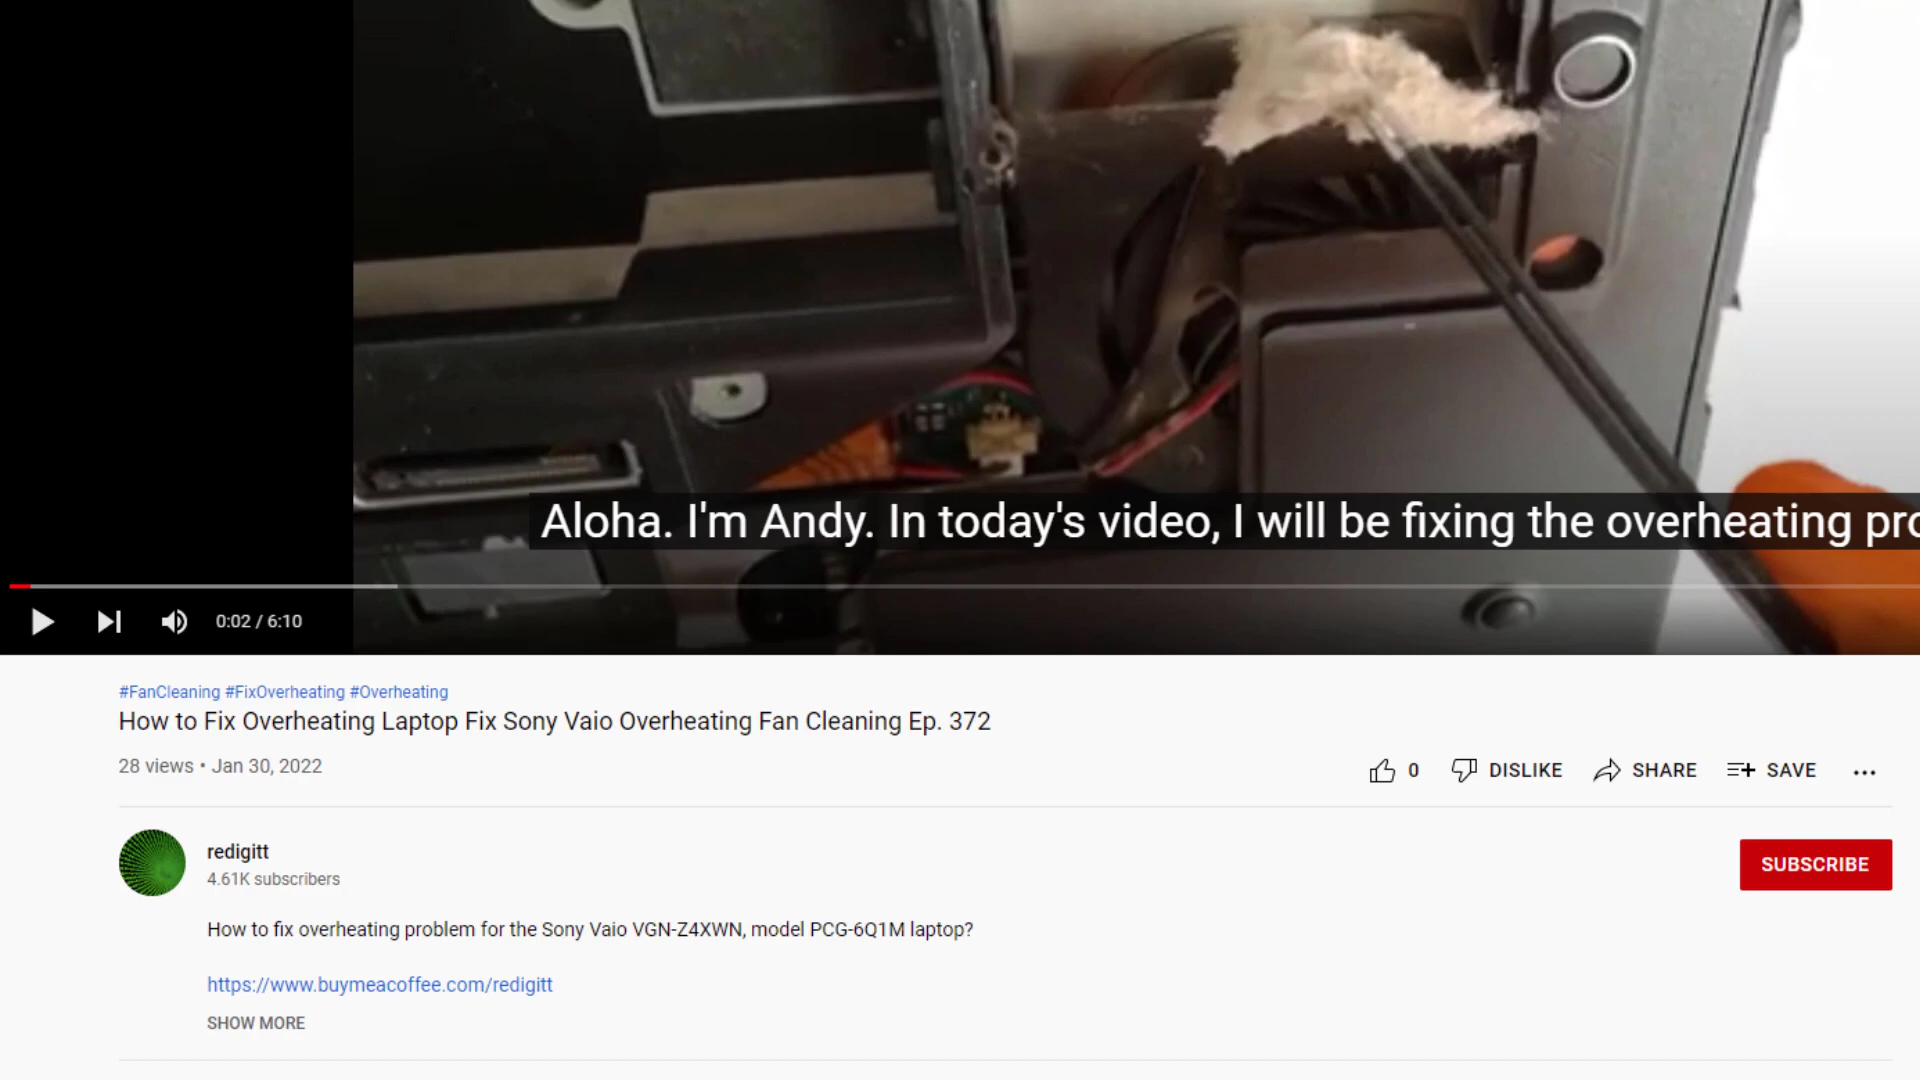 Aloha. I'm Andy. In today's video, I will be fixing the overheating
0:02 / 6:10
#FanCleaning #FixOverheating #Overheating
How to Fix Overheating Laptop Fix Sony Vaio Overheating Fan Cleaning Ep. 372
28 views • Jan 30, 2022
0 DISLIKE SHARE SAVE
redigitt
4.61K subscribers
SUBSCRIBE
How to fix overheating problem for the Sony Vaio VGN-Z4XWN, model PCG-6Q1M laptop?
https://www.buymeacoffee.com/redigitt
SHOW MORE